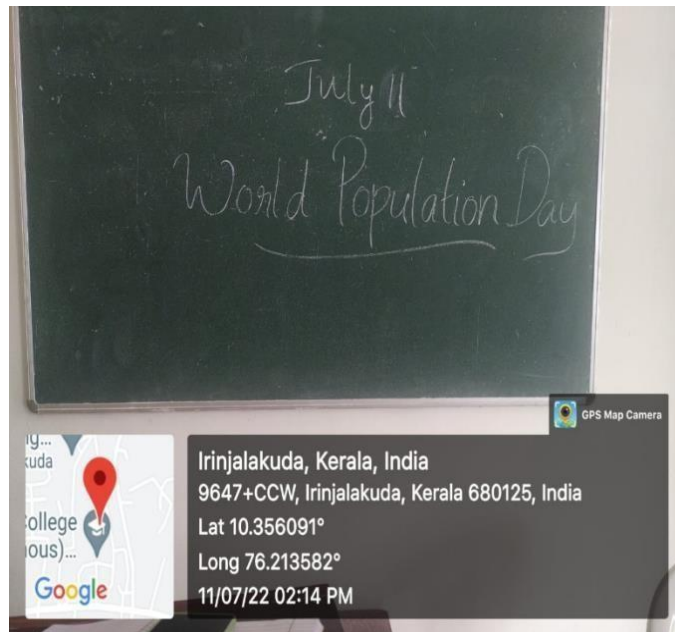 July 11
World Population Day
GPS Map Camera
Irinjalakuda, Kerala, India
9647+CCW, Irinjalakuda, Kerala 680125, India
Lat 10.356091°
Long 76.213582°
11/07/22 02:14 PM
Google